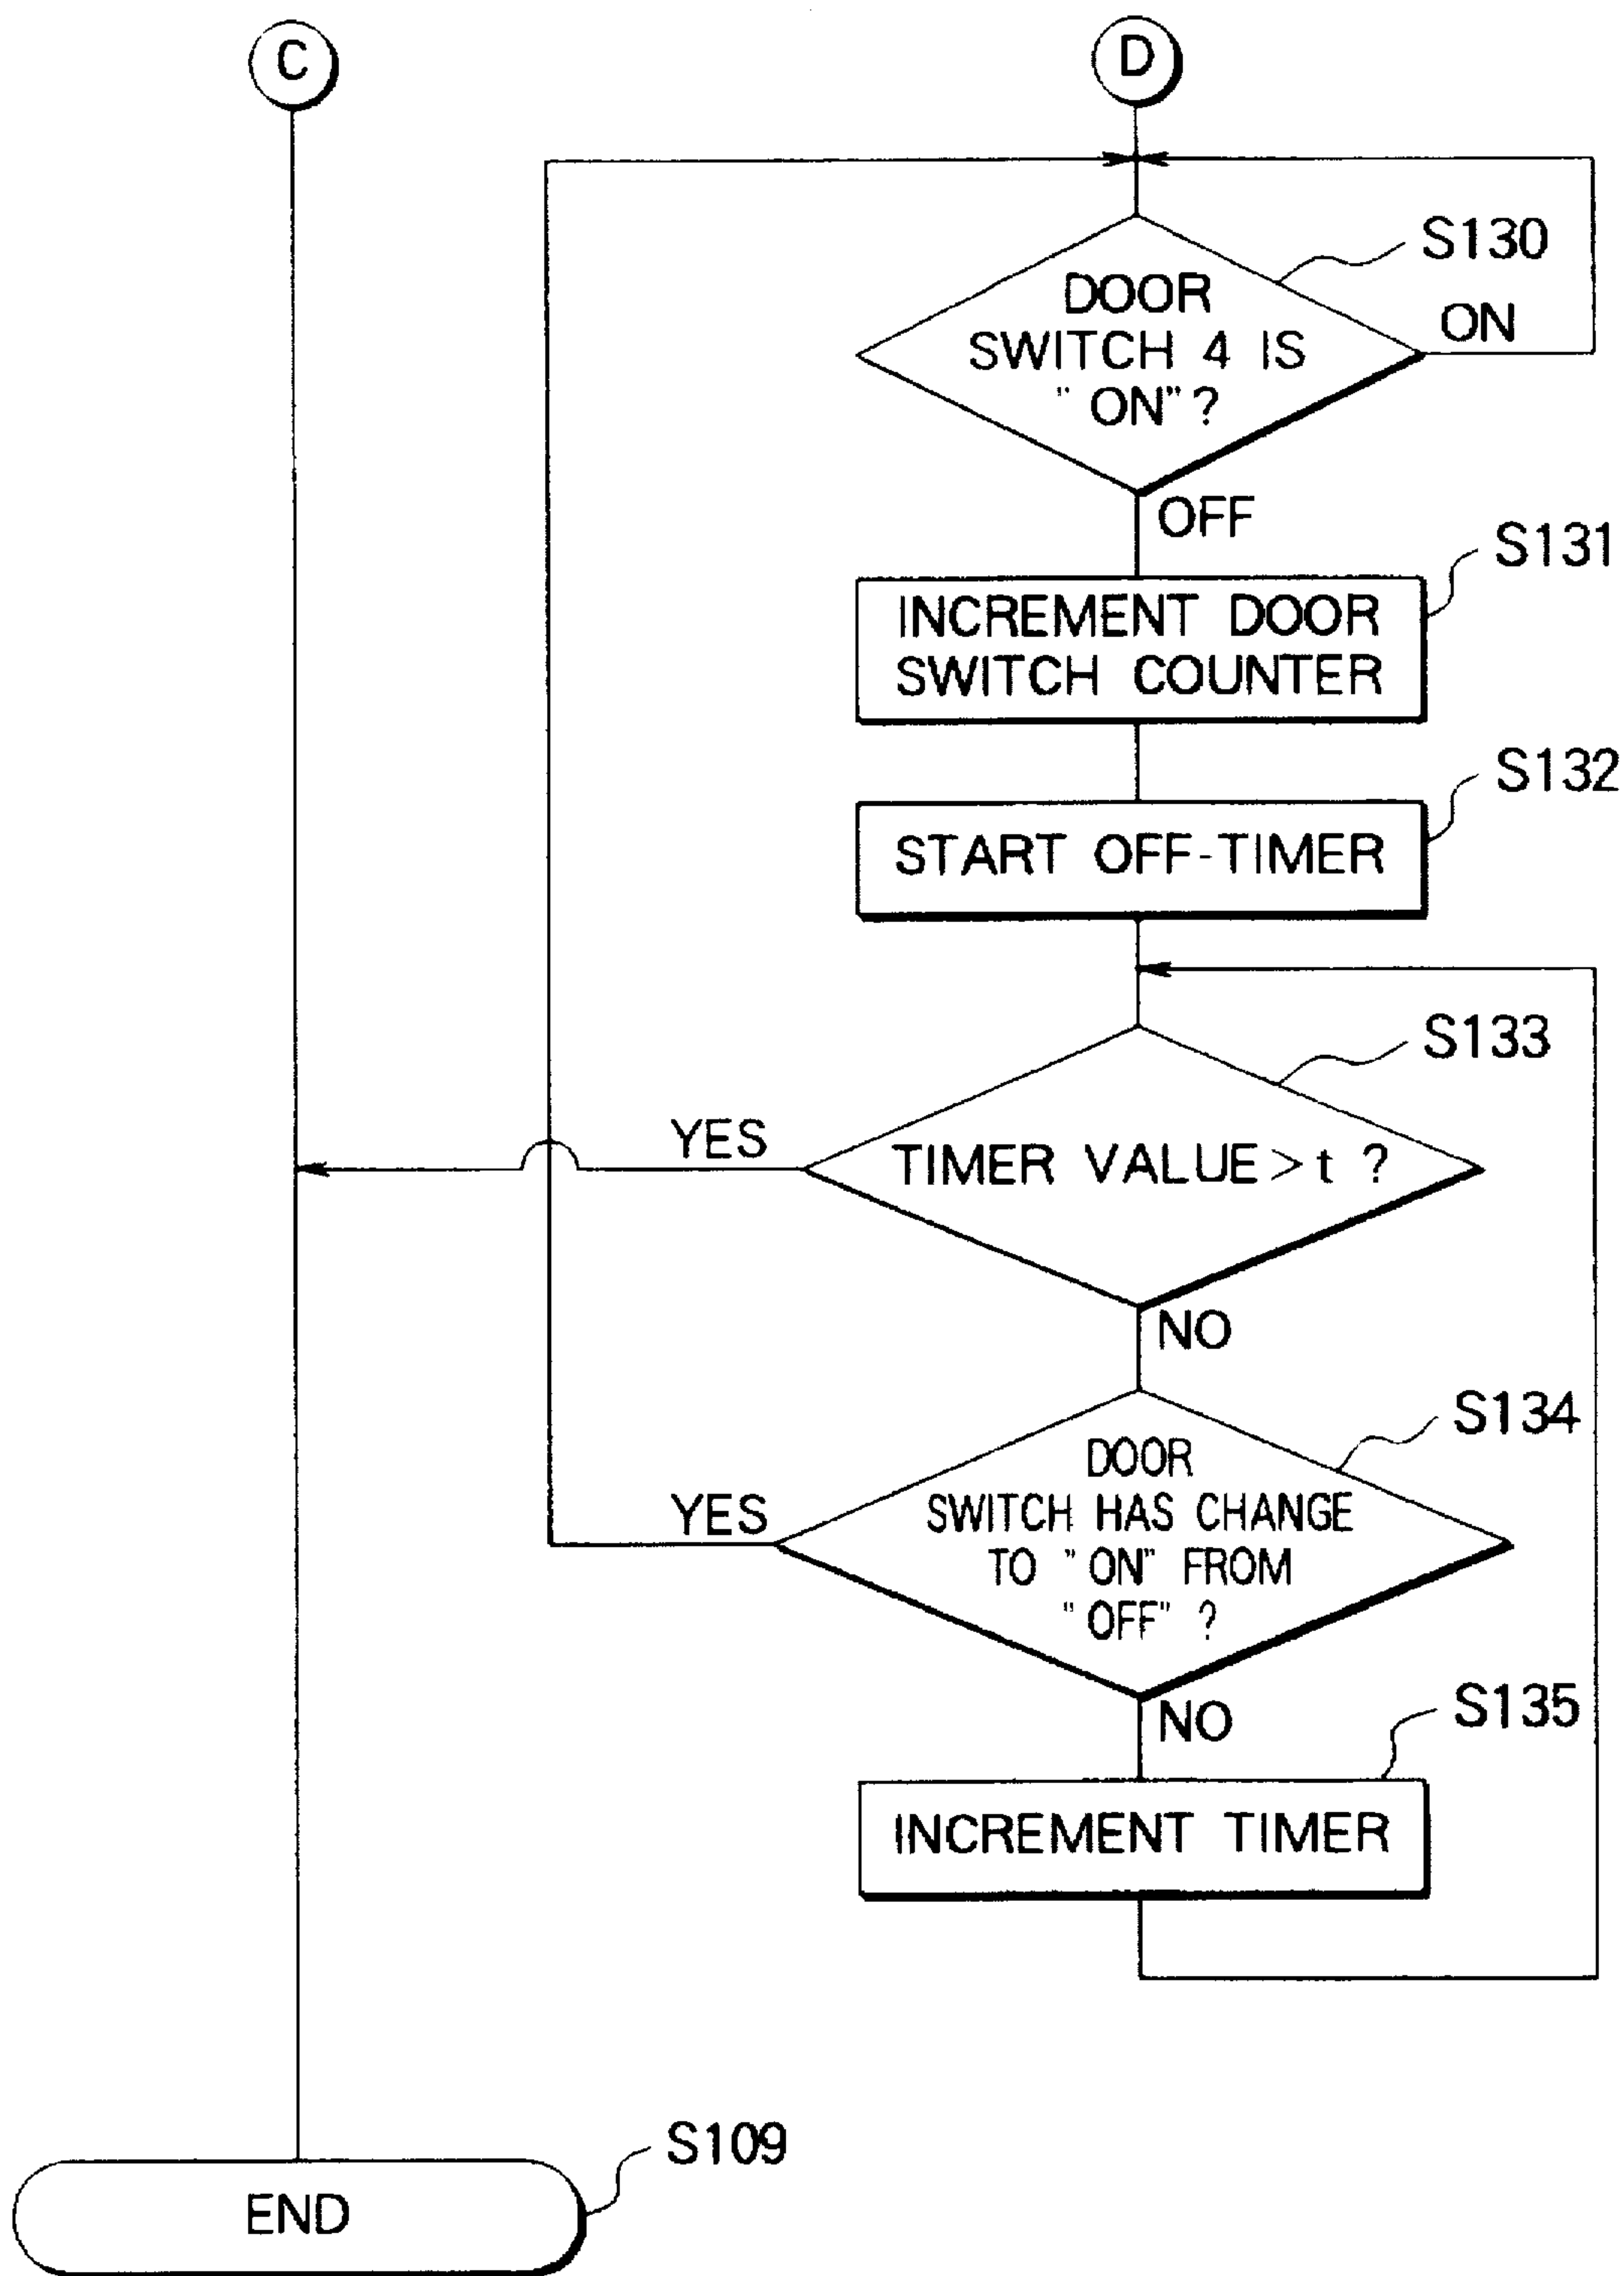 C
D
S130
DOOR
SWITCH 4 IS
"ON"?
ON
OFF
S131
INCREMENT DOOR
SWITCH COUNTER
S132
START OFF-TIMER
S133
TIMER VALUE>t ?
YES
NO
S134
DOOR
SWITCH HAS CHANGE
TO "ON" FROM
"OFF" ?
YES
NO
S135
INCREMENT TIMER
S109
END